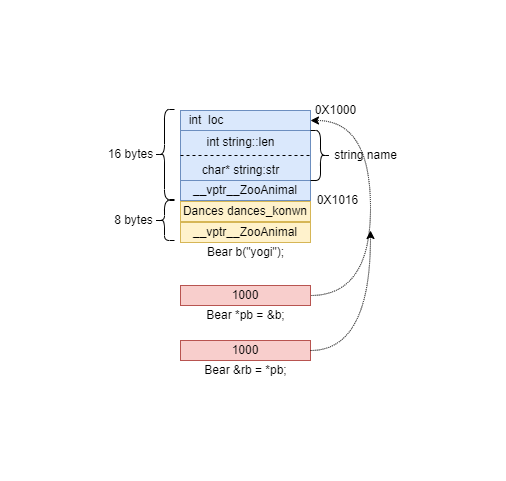 0X1000
int loc
int string::len
16 bytes
string name
char* string:str
__vptr__ZooAnimal
0X1016
Dances dances_konwn
8 bytes
__vptr__ZooAnimal
Bear b("yogi");
1000
Bear *pb = &b;
1000
Bear &rb = *pb;